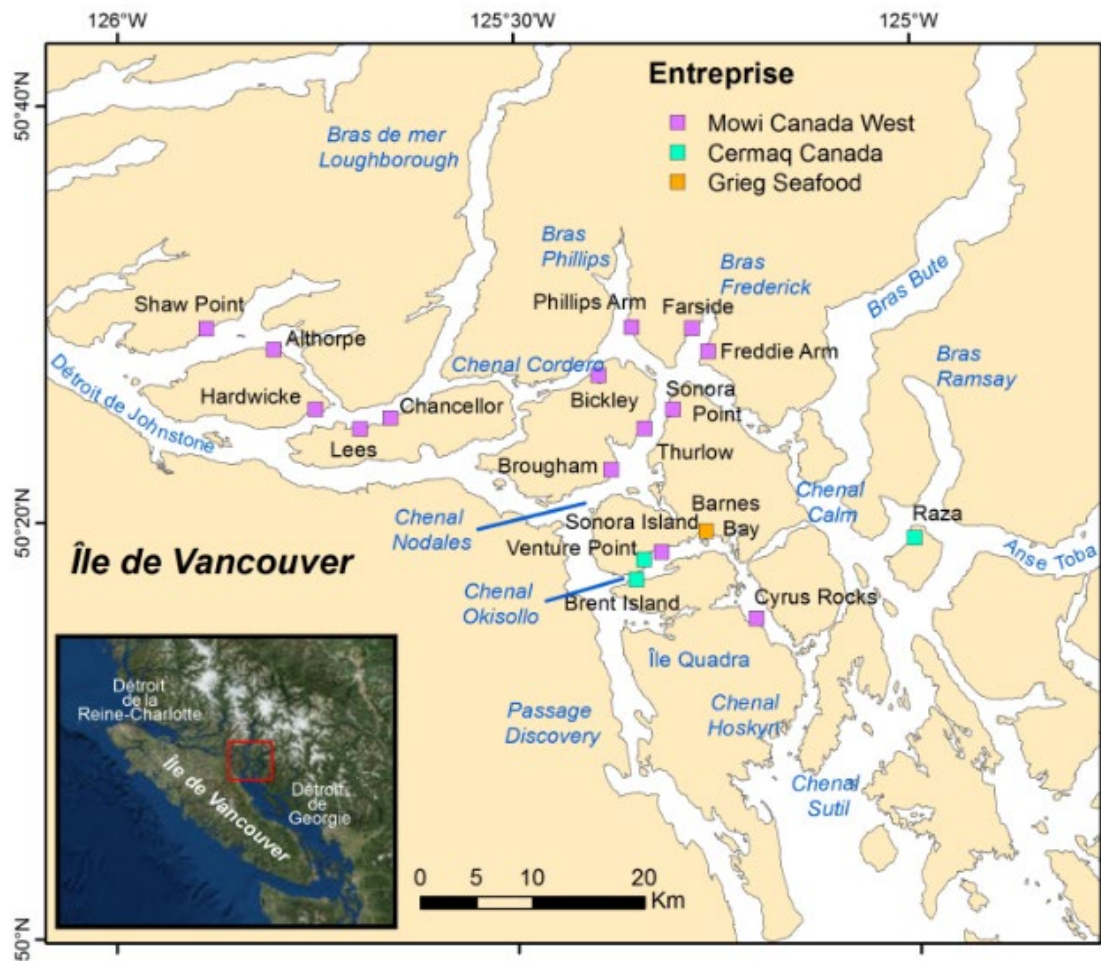 126°W
125°30'W
125°W
50°40'N
50°20'N
50°N
Entreprise
Mowi Canada West
Cermaq Canada
Grieg Seafood
Bras de mer
Loughborough
Bras
Phillips
Bras
Frederick
Bras Bute
Bras
Ramsay
Shaw Point
Althorpe
Phillips Arm
Farside
Freddie Arm
Chenal Cordero
Détroit de Johnstone
Hardwicke
Chancellor
Lees
Bickley
Sonora
Point
Brougham
Thurlow
Chenal
Nodales
Barnes
Bay
Sonora Island
Venture Point
Chenal
Calm
Raza
Anse Toba
Île de Vancouver
Chenal
Okisollo
Brent Island
Cyrus Rocks
Île Quadra
Passage
Discovery
Chenal
Hoskyn
Chenal
Sutil
Détroit
de la
Reine-Charlotte
Île de Vancouver
Détroit
de
Georgie
0 5 10 20
Km